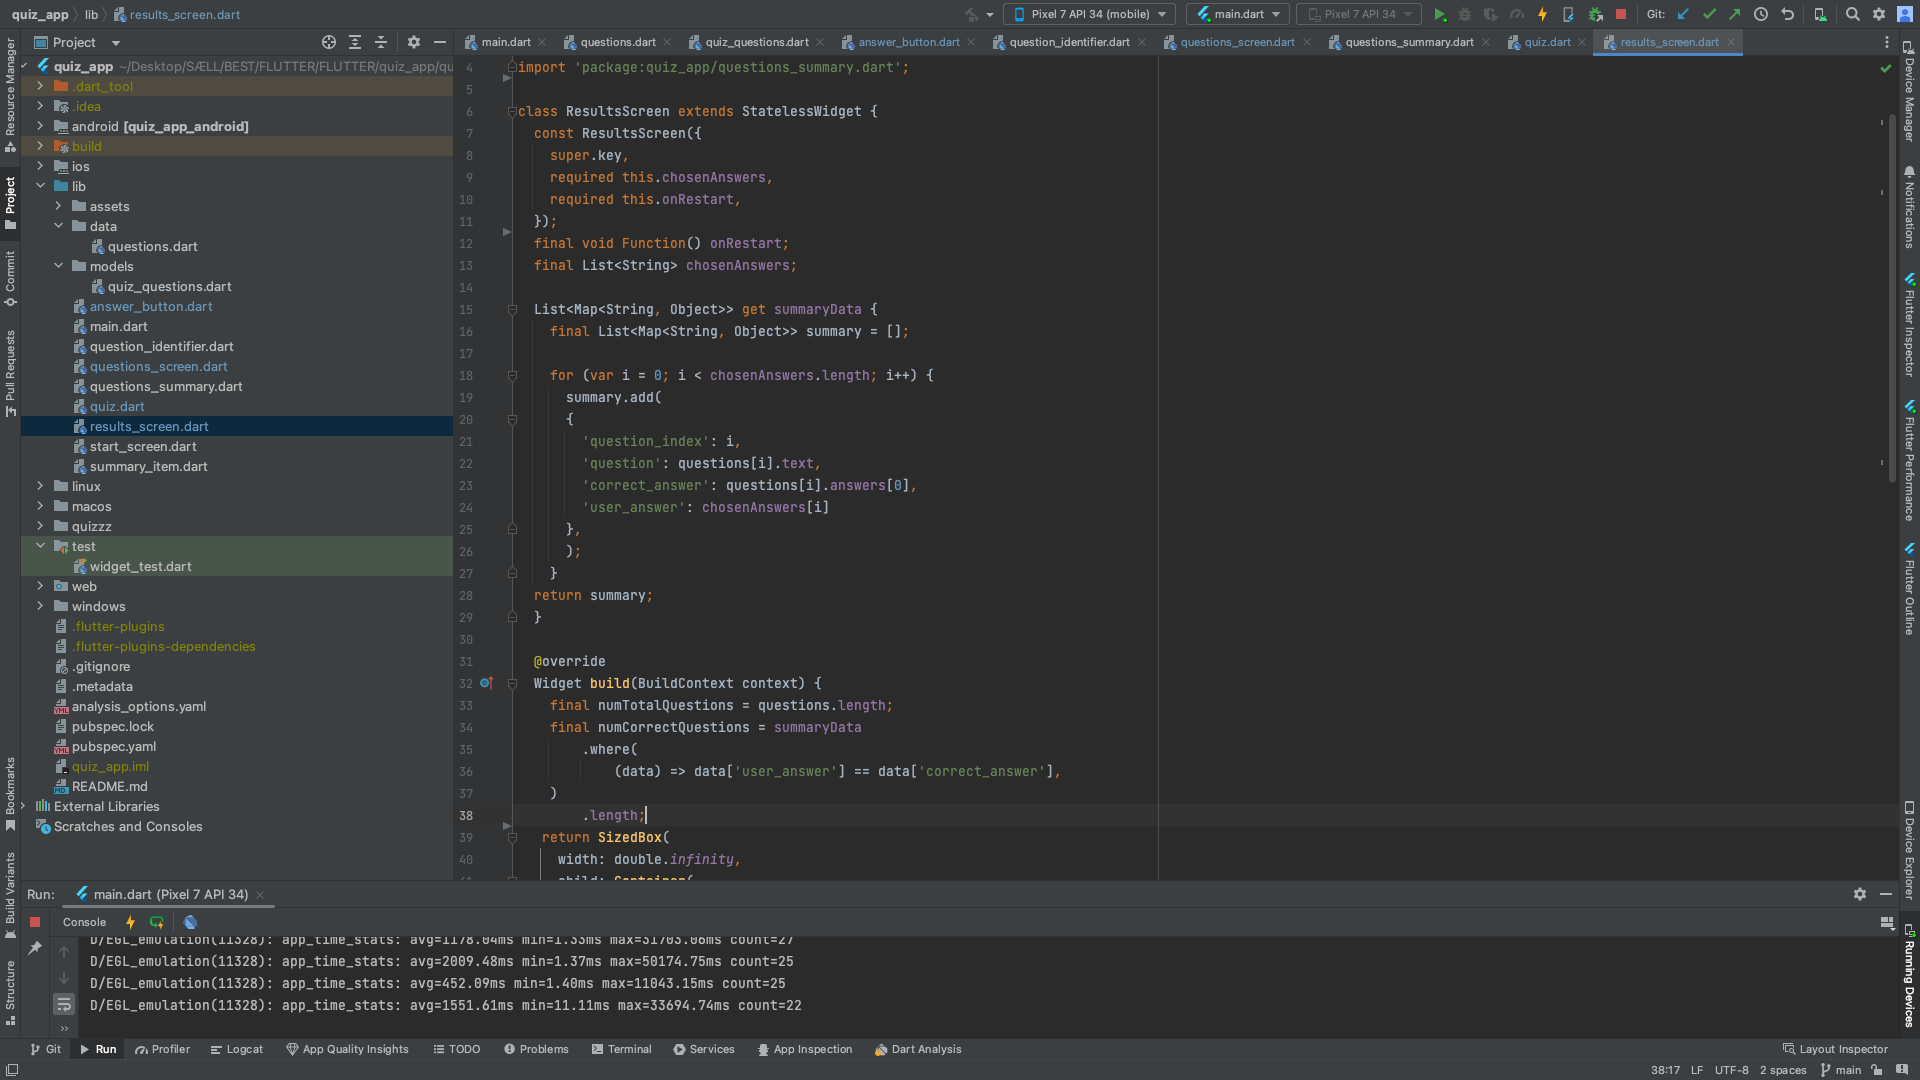 quiz_app lib results_screen.dart Pixel 7 API 34 (mobile) main.dart Pixel 7 API 34 Git:
Project
main.dart questions.dart quiz_questions.dart answer_button.dart question_identifier.dart questions_screen.dart questions_summary.dart quiz.dart results_screen.dart
quiz_app ~/Desktop/SÆLL/BEST/FLUTTER/FLUTTER/quiz_app/qu
.dart_tool
.idea
android [quiz_app_android]
build
ios
lib
assets
data
questions.dart
models
quiz_questions.dart
answer_button.dart
main.dart
question_identifier.dart
questions_screen.dart
questions_summary.dart
quiz.dart
results_screen.dart
start_screen.dart
summary_item.dart
linux
macos
quizzz
test
widget_test.dart
web
windows
.flutter-plugins
.flutter-plugins-dependencies
.gitignore
.metadata
analysis_options.yaml
pubspec.lock
pubspec.yaml
quiz_app.iml
README.md
External Libraries
Scratches and Consoles
Resource Manager
Project
Commit
Pull Requests
Bookmarks
Build Variants
Structure
4 import 'package:quiz_app/questions_summary.dart';
5
6 class ResultsScreen extends StatelessWidget {
7 const ResultsScreen({
8 super.key,
9 required this.chosenAnswers,
10 required this.onRestart,
11 });
12 final void Function() onRestart;
13 final List<String> chosenAnswers;
14
15 List<Map<String, Object>> get summaryData {
16 final List<Map<String, Object>> summary = [];
17
18 for (var i = 0; i < chosenAnswers.length; i++) {
19 summary.add(
20 {
21 'question_index': i,
22 'question': questions[i].text,
23 'correct_answer': questions[i].answers[0],
24 'user_answer': chosenAnswers[i]
25 },
26 );
27 }
28 return summary;
29 }
30
31 @override
32 Widget build(BuildContext context) {
33 final numTotalQuestions = questions.length;
34 final numCorrectQuestions = summaryData
35 .where(
36 (data) => data['user_answer'] == data['correct_answer'],
37 )
38 .length;
39 return SizedBox(
40 width: double.infinity,
41 child: Container(
Device Manager
Notifications
Flutter Inspector
Flutter Performance
Flutter Outline
Device Explorer
Running Devices
Run: main.dart (Pixel 7 API 34)
Console
D/EGL_emulation(11328): app_time_stats: avg=1178.04ms min=1.33ms max=31703.06ms count=27
D/EGL_emulation(11328): app_time_stats: avg=2009.48ms min=1.37ms max=50174.75ms count=25
D/EGL_emulation(11328): app_time_stats: avg=452.09ms min=1.40ms max=11043.15ms count=25
D/EGL_emulation(11328): app_time_stats: avg=1551.61ms min=11.11ms max=33694.74ms count=22
Git Run Profiler Logcat App Quality Insights TODO Problems Terminal Services App Inspection Dart Analysis Layout Inspector
38:17 LF UTF-8 2 spaces main